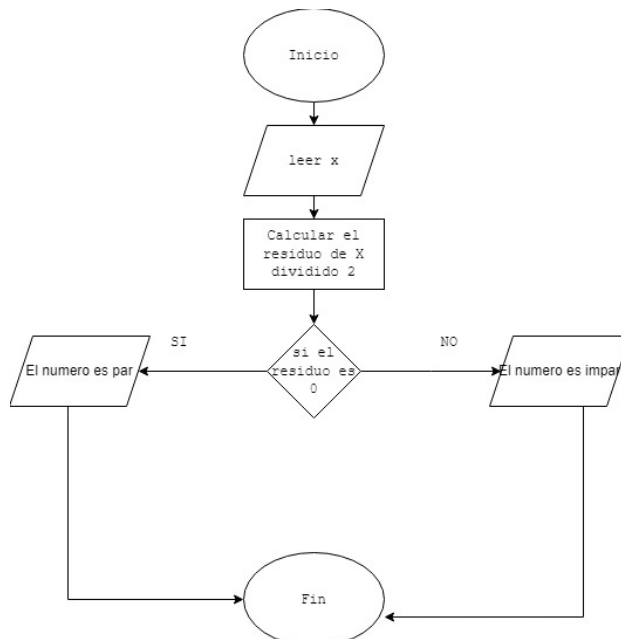 Inicio
leer x
Calcular el
residuo de X
dividido 2
SI
NO
si el
residuo es
0
El numero es par
El numero es impar
Fin